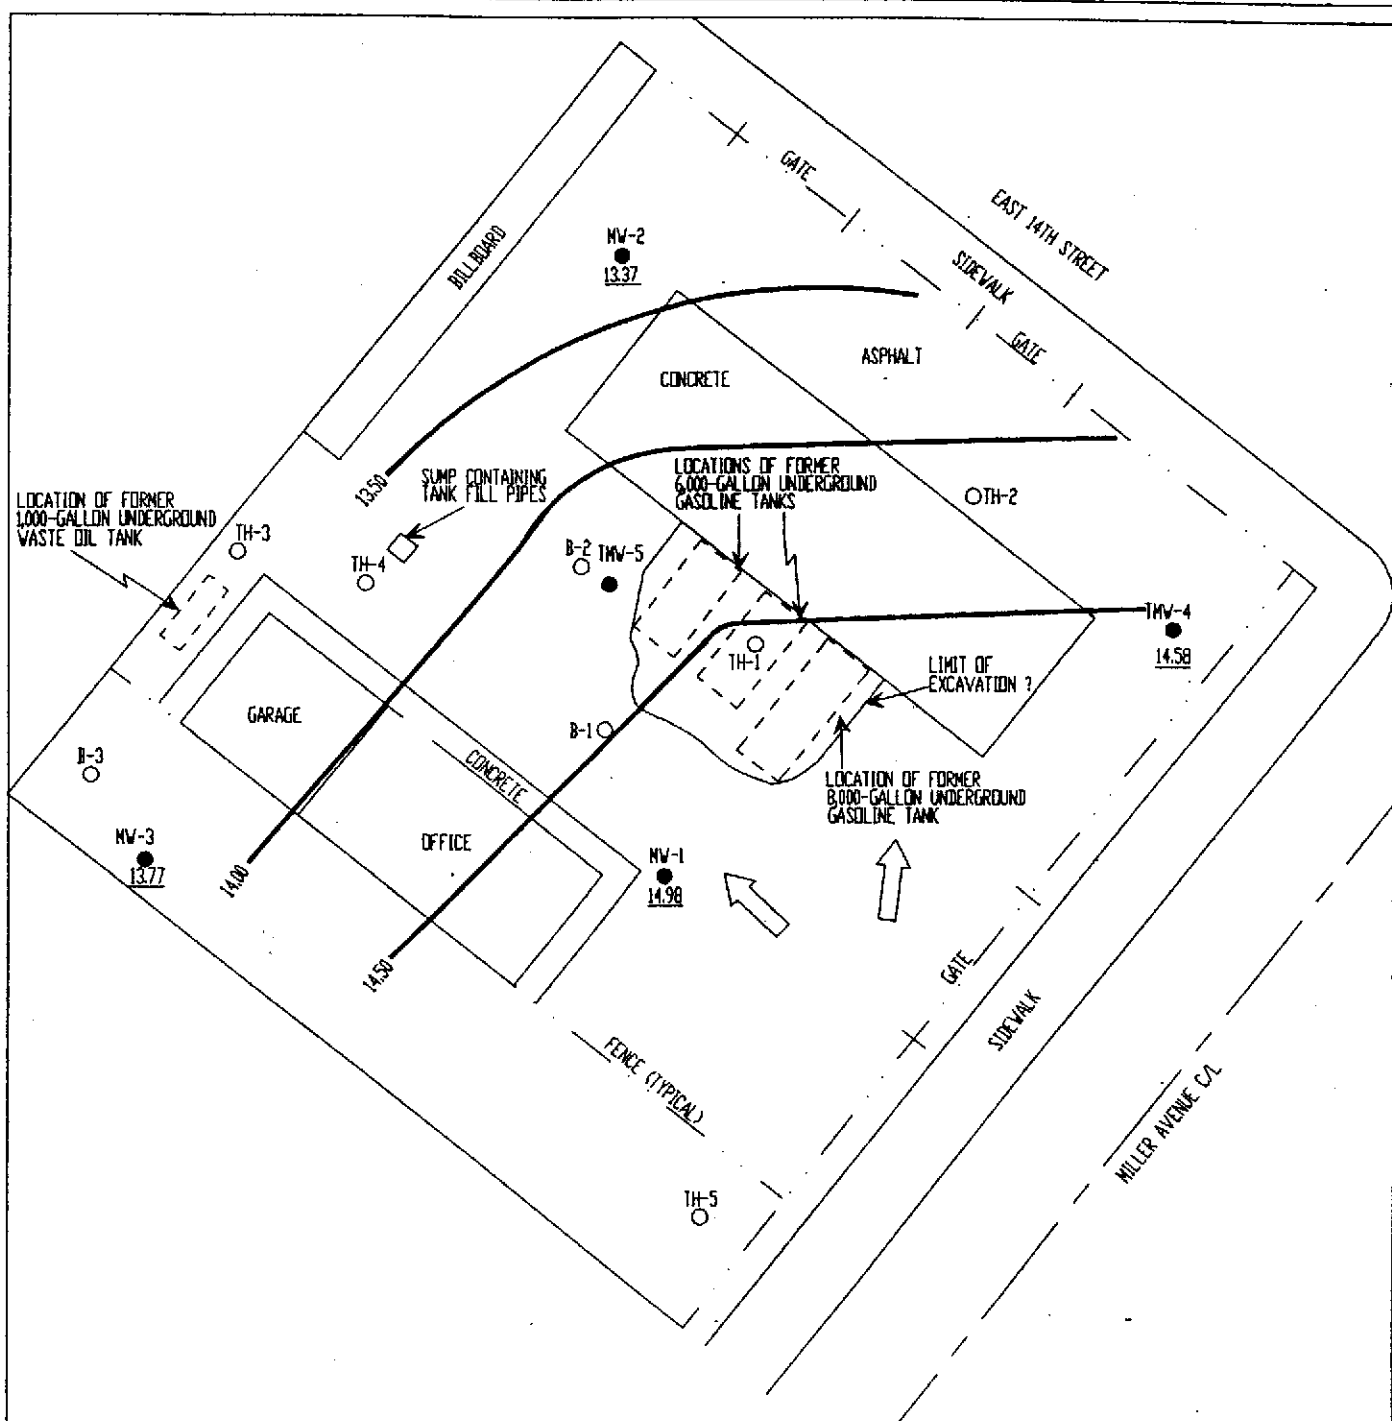 GATE
EAST 14TH STREET
SIDEWALK
GATE
BILLBOARD
MW-2
13.37
ASPHALT
CONCRETE
13.50
SUMP CONTAINING
TANK FILL PIPES
LOCATIONS OF FORMER
6,000-GALLON UNDERGROUND
GASOLINE TANKS
TH-2
LOCATION OF FORMER
1,000-GALLON UNDERGROUND
WASTE OIL TANK
TH-3
TH-4
B-2
TMW-5
TMW-4
14.58
TH-1
LIMIT OF
EXCAVATION ?
GARAGE
B-1
B-3
CONCRETE
LOCATION OF FORMER
8,000-GALLON UNDERGROUND
GASOLINE TANK
MW-3
13.77
OFFICE
14.00
MW-1
14.98
14.50
GATE
SIDEWALK
FENCE (TYPICAL)
MILLER AVENUE C/L
TH-5